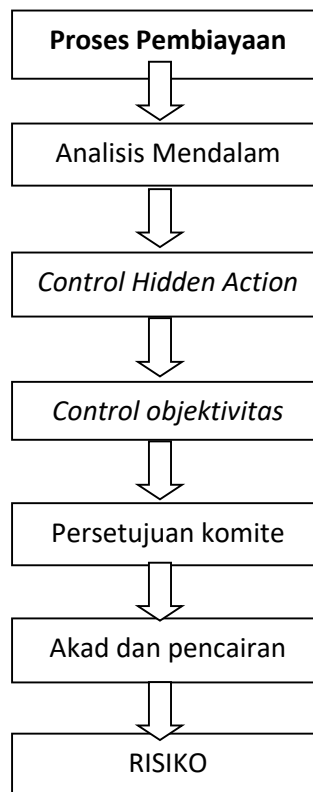 Proses Pembiayaan
Analisis Mendalam
Control Hidden Action
Control objektivitas
Persetujuan komite
Akad dan pencairan
RISIKO